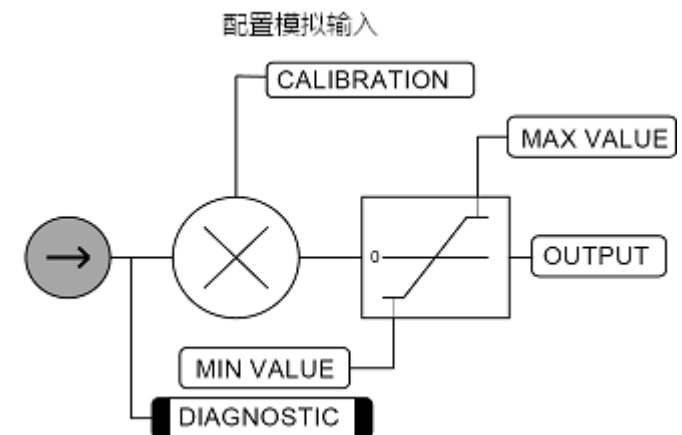 配置模拟输入
CALIBRATION
MAX VALUE
0
OUTPUT
MIN VALUE
DIAGNOSTIC